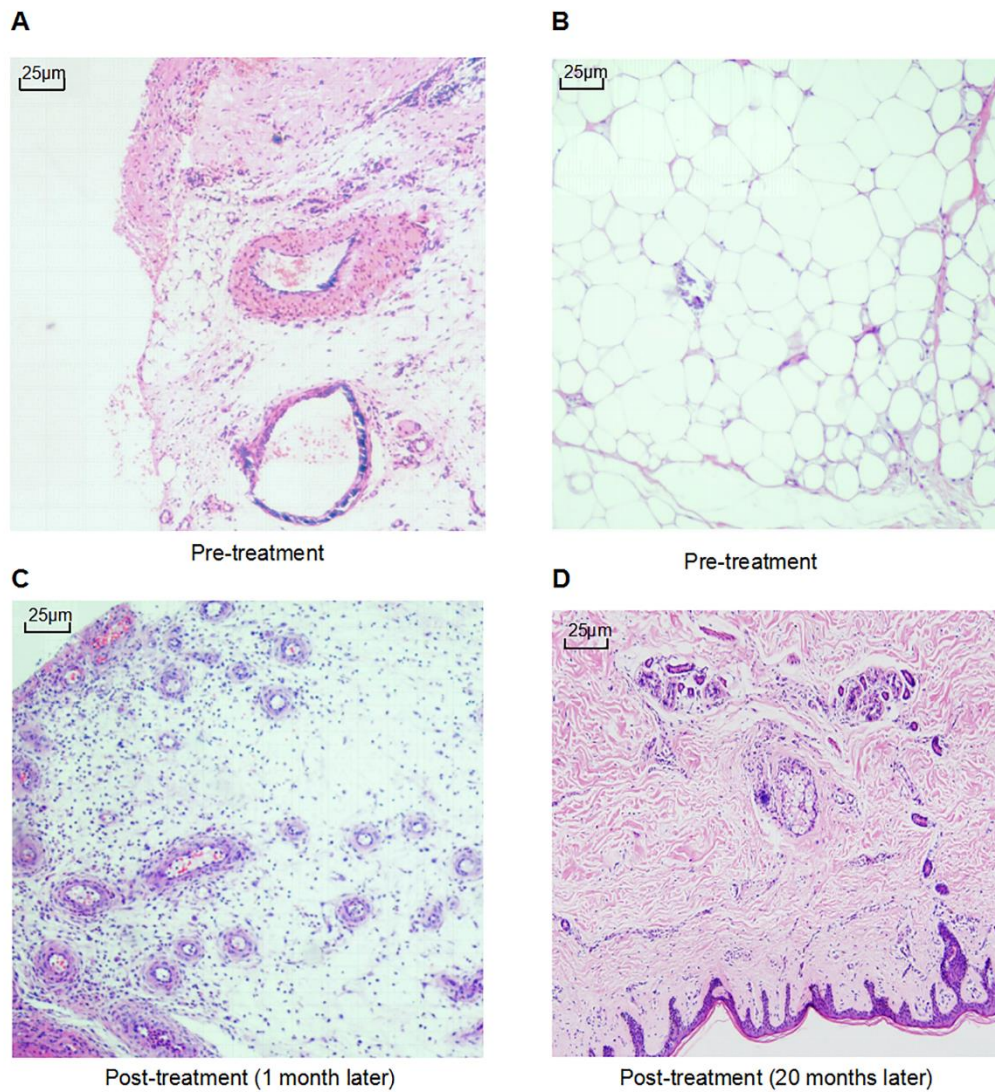 A
B
25μm
25μm
Pre-treatment
Pre-treatment
C
D
25μm
25μm
Post-treatment (1 month later)
Post-treatment (20 months later)